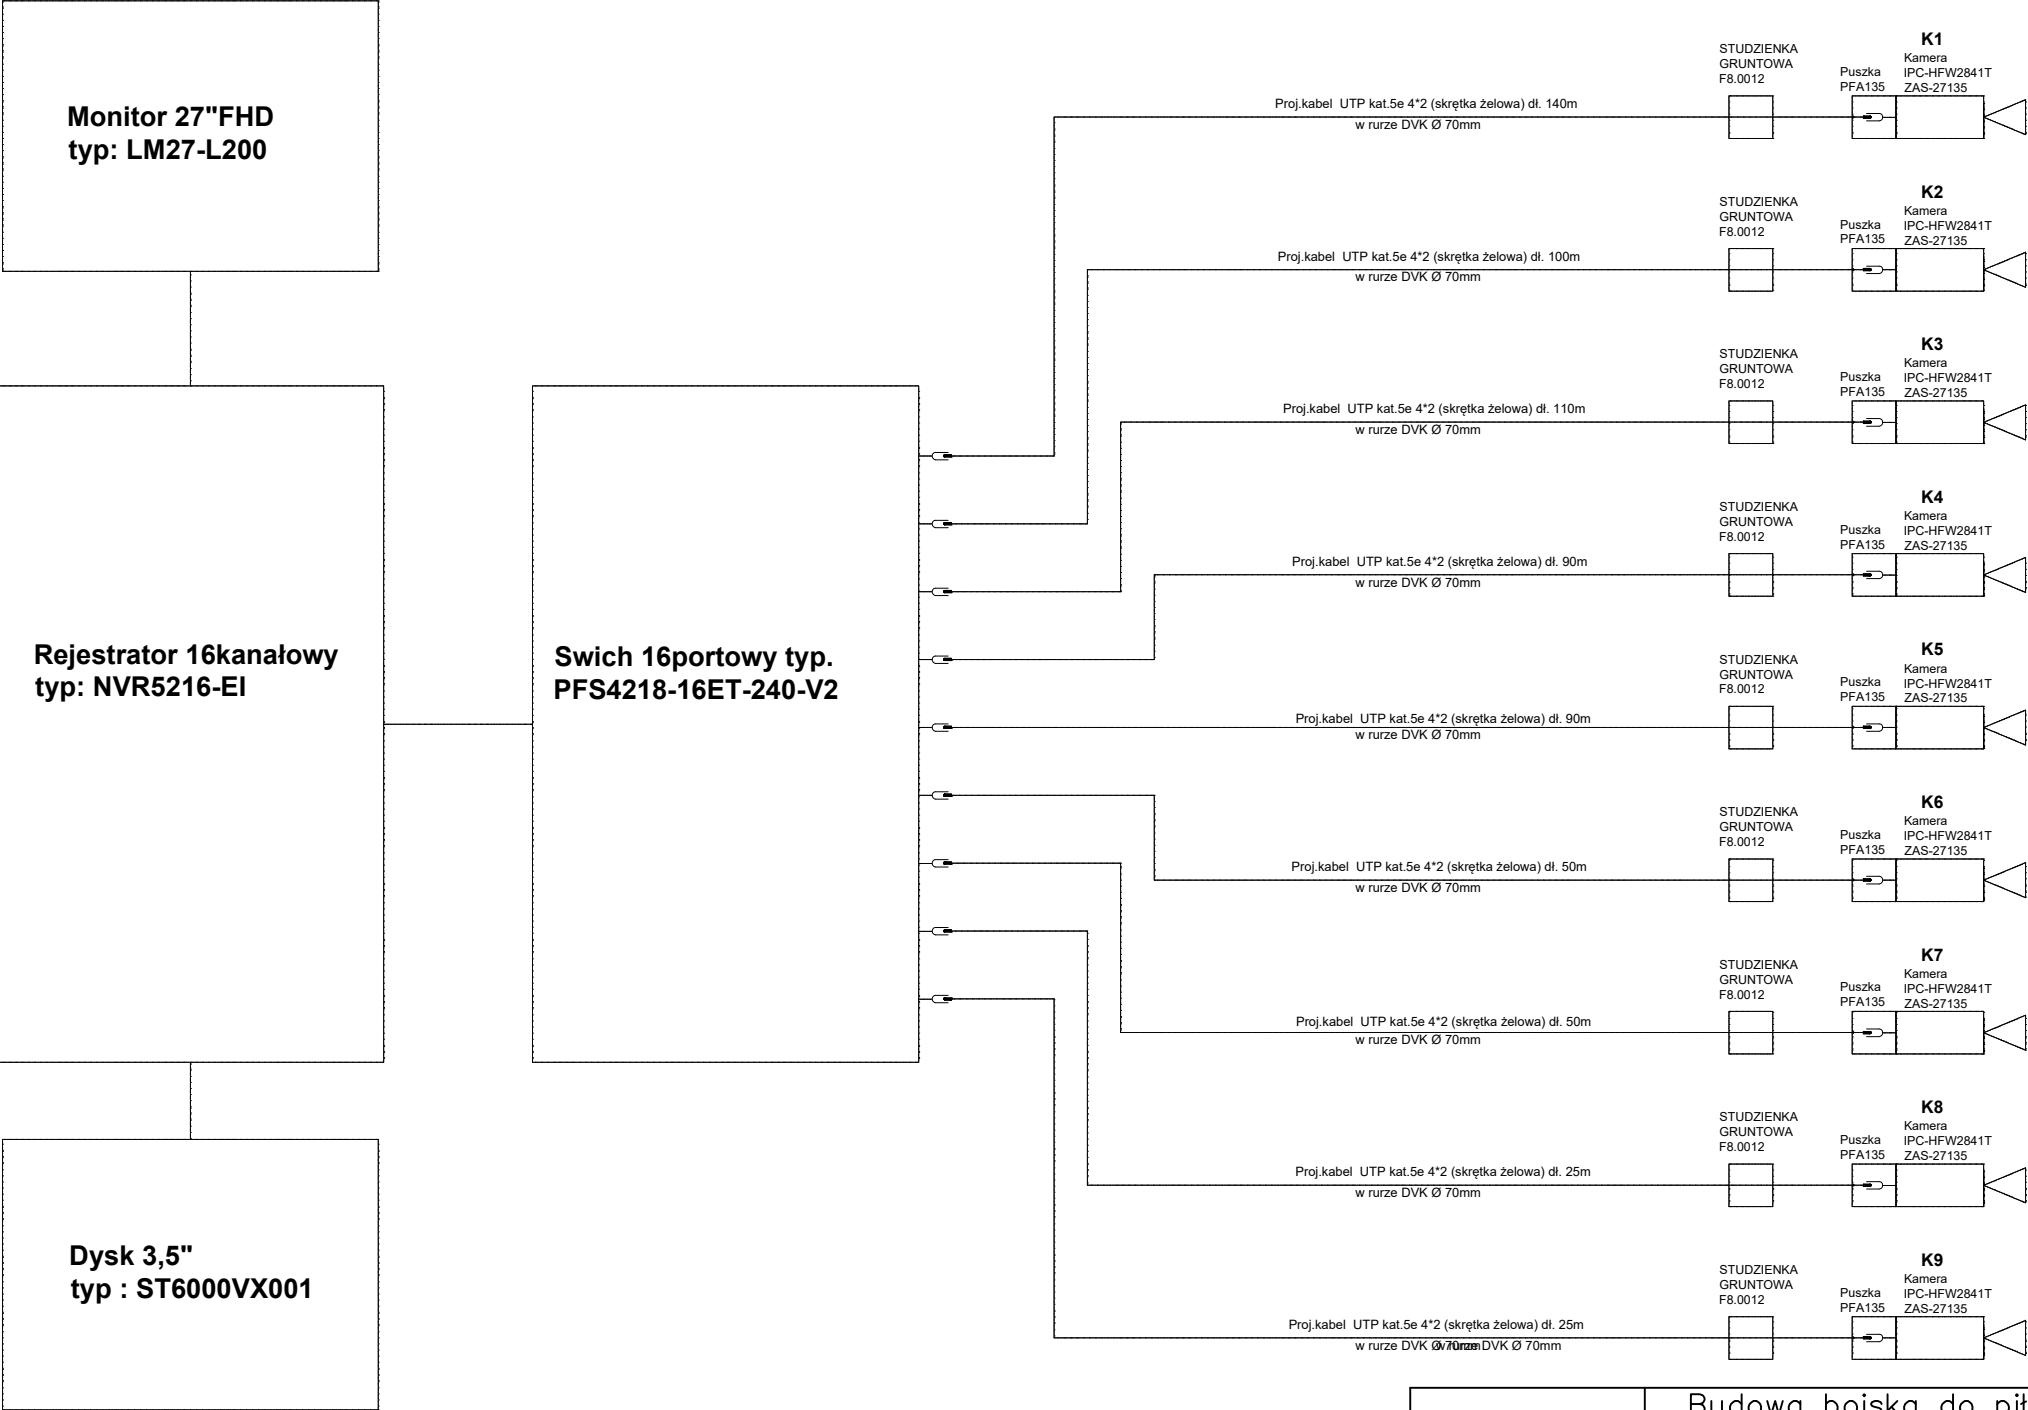 Monitor 27"FHD
typ: LM27-L200
Rejestrator 16kanałowy
typ: NVR5216-EI
Dysk 3,5"
typ : ST6000VX001
Swich 16portowy typ.
PFS4218-16ET-240-V2
Proj.kabel UTP kat.5e 4*2 (skrętka żelowa) dł. 140m
w rurze DVK Ø 70mm
STUDZIENKA
GRUNTOWA
F8.0012
Puszka
PFA135
K1
Kamera
IPC-HFW2841T
ZAS-27135
Proj.kabel UTP kat.5e 4*2 (skrętka żelowa) dł. 100m
w rurze DVK Ø 70mm
STUDZIENKA
GRUNTOWA
F8.0012
Puszka
PFA135
K2
Kamera
IPC-HFW2841T
ZAS-27135
Proj.kabel UTP kat.5e 4*2 (skrętka żelowa) dł. 110m
w rurze DVK Ø 70mm
STUDZIENKA
GRUNTOWA
F8.0012
Puszka
PFA135
K3
Kamera
IPC-HFW2841T
ZAS-27135
Proj.kabel UTP kat.5e 4*2 (skrętka żelowa) dł. 90m
w rurze DVK Ø 70mm
STUDZIENKA
GRUNTOWA
F8.0012
Puszka
PFA135
K4
Kamera
IPC-HFW2841T
ZAS-27135
Proj.kabel UTP kat.5e 4*2 (skrętka żelowa) dł. 90m
w rurze DVK Ø 70mm
STUDZIENKA
GRUNTOWA
F8.0012
Puszka
PFA135
K5
Kamera
IPC-HFW2841T
ZAS-27135
Proj.kabel UTP kat.5e 4*2 (skrętka żelowa) dł. 50m
w rurze DVK Ø 70mm
STUDZIENKA
GRUNTOWA
F8.0012
Puszka
PFA135
K6
Kamera
IPC-HFW2841T
ZAS-27135
Proj.kabel UTP kat.5e 4*2 (skrętka żelowa) dł. 50m
w rurze DVK Ø 70mm
STUDZIENKA
GRUNTOWA
F8.0012
Puszka
PFA135
K7
Kamera
IPC-HFW2841T
ZAS-27135
Proj.kabel UTP kat.5e 4*2 (skrętka żelowa) dł. 25m
w rurze DVK Ø 70mm
STUDZIENKA
GRUNTOWA
F8.0012
Puszka
PFA135
K8
Kamera
IPC-HFW2841T
ZAS-27135
Proj.kabel UTP kat.5e 4*2 (skrętka żelowa) dł. 25m
w rurze DVK Ø 70mm
w rurze DVK Ø 70mm
STUDZIENKA
GRUNTOWA
F8.0012
Puszka
PFA135
K9
Kamera
IPC-HFW2841T
ZAS-27135
Budowa boiska do pił